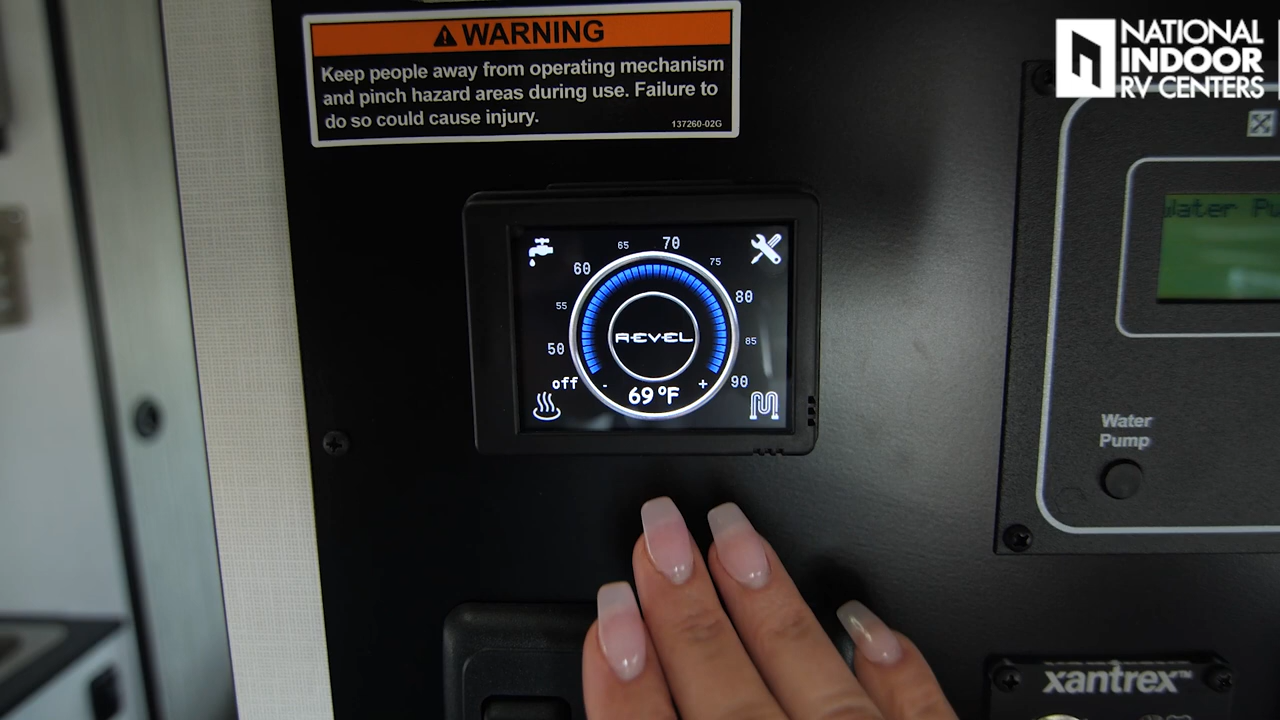 WARNING
Keep people away from operating mechanism
and pinch hazard areas during use. Failure to
do so could cause injury.
137260-02G
NATIONAL
INDOOR
RV CENTERS
65 70 75
60 80
55 85
50 90
off - + 
REVEL
69 °F
Water
Water
Pump
xantrex™